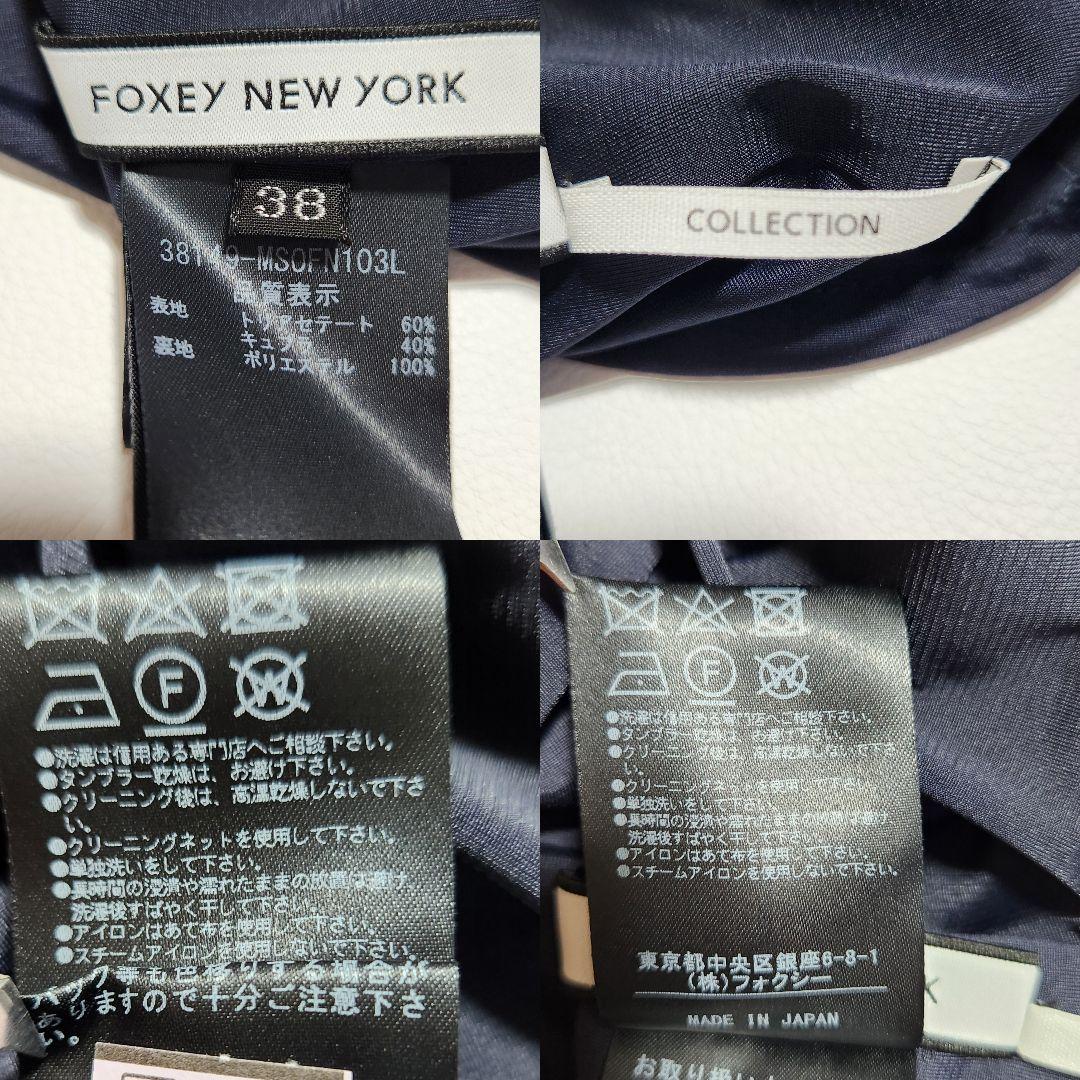 FOXEY NEW YORK
38
-MSOFN103L
品質表示
表地 トリアセテート 60%
キュプラ 40%
裏地 ポリエステル 100%
COLLECTION
F
W
●洗濯は信用ある専門店へご相談下さい。
●タンブラー乾燥は、お避け下さい。
●クリーニング後は、高温乾燥しないで下さ
い。
●クリーニングネットを使用して下さい。
●単独洗いをして下さい。
●長時間の浸漬や濡れたままの放置は避け
洗濯後すばやく干して下さい。
●アイロンはあて布を使用して下さい。
●スチームアイロンを使用しないで下さい。
色移りする場合が
ありますので十分ご注意下さ
い。
F
W
●洗濯は信用ある専門店へご相談下さい。
●タンブラー乾燥は、お避け下さい。
●クリーニング後は、高温乾燥しないで下さ
い。
●クリーニングネットを使用して下さい。
●単独洗いをして下さい。
●長時間の浸漬や濡れたままの放置は避け
洗濯後すばやく干して下さい。
●アイロンはあて布を使用して下さい。
●スチームアイロンを使用しないで下さい。
東京都中央区銀座6-8-1
(株)フォクシー
MADE IN JAPAN
K
お取り扱い